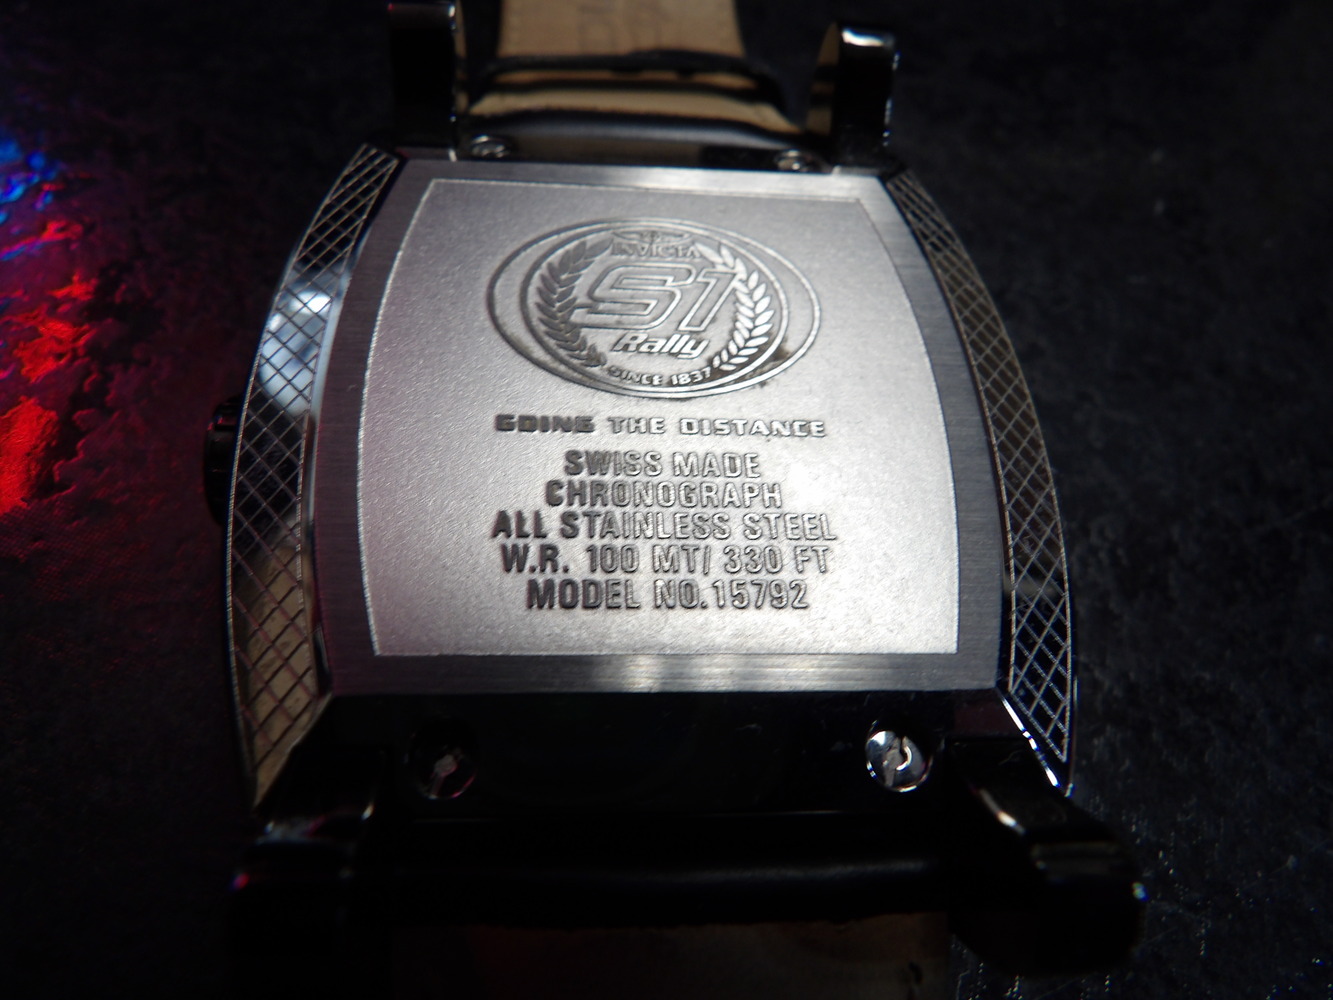 INVICTA
S1
Rally
SINCE 1837
GOING THE DISTANCE
SWISS MADE
CHRONOGRAPH
ALL STAINLESS STEEL
W.R. 100 MT/ 330 FT
MODEL NO.15792